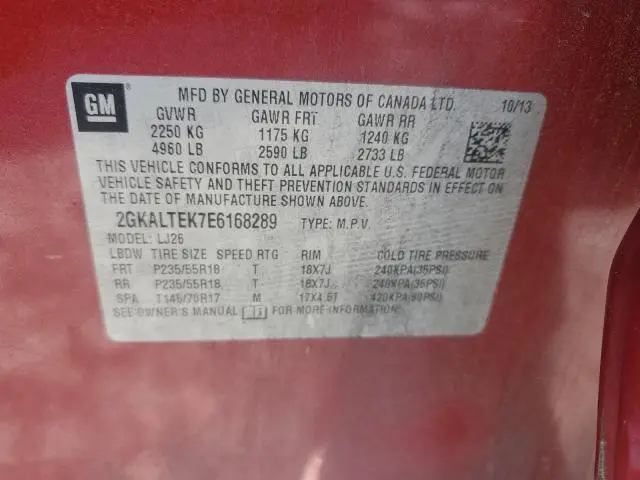 GM
MFD BY GENERAL MOTORS OF CANADA LTD. 10/13
GVWR GAWR FRT GAWR RR
2250 KG 1175 KG 1240 KG
4960 LB 2590 LB 2733 LB
THIS VEHICLE CONFORMS TO ALL APPLICABLE U.S. FEDERAL MOTOR
VEHICLE SAFETY AND THEFT PREVENTION STANDARDS IN EFFECT ON
THE DATE OF MANUFACTURE SHOWN ABOVE.
2GKALTEK7E6168289 TYPE: M.P.V.
MODEL: LJ26
LBDW TIRE SIZE SPEED RTG RIM COLD TIRE PRESSURE
FRT P235/55R18 T 18X7J 240KPA(35PSI)
RR P235/55R18 T 18X7J 240KPA(35PSI)
SPA T145/70R17 M 17X4.5T 420KPA(60PSI)
SEE OWNER'S MANUAL FOR MORE INFORMATION